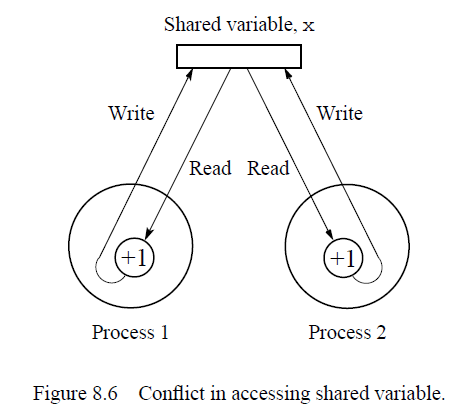 Shared variable, x
Write
Write
Read
Read
+1
+1
Process 1
Process 2
Figure 8.6 Conflict in accessing shared variable.